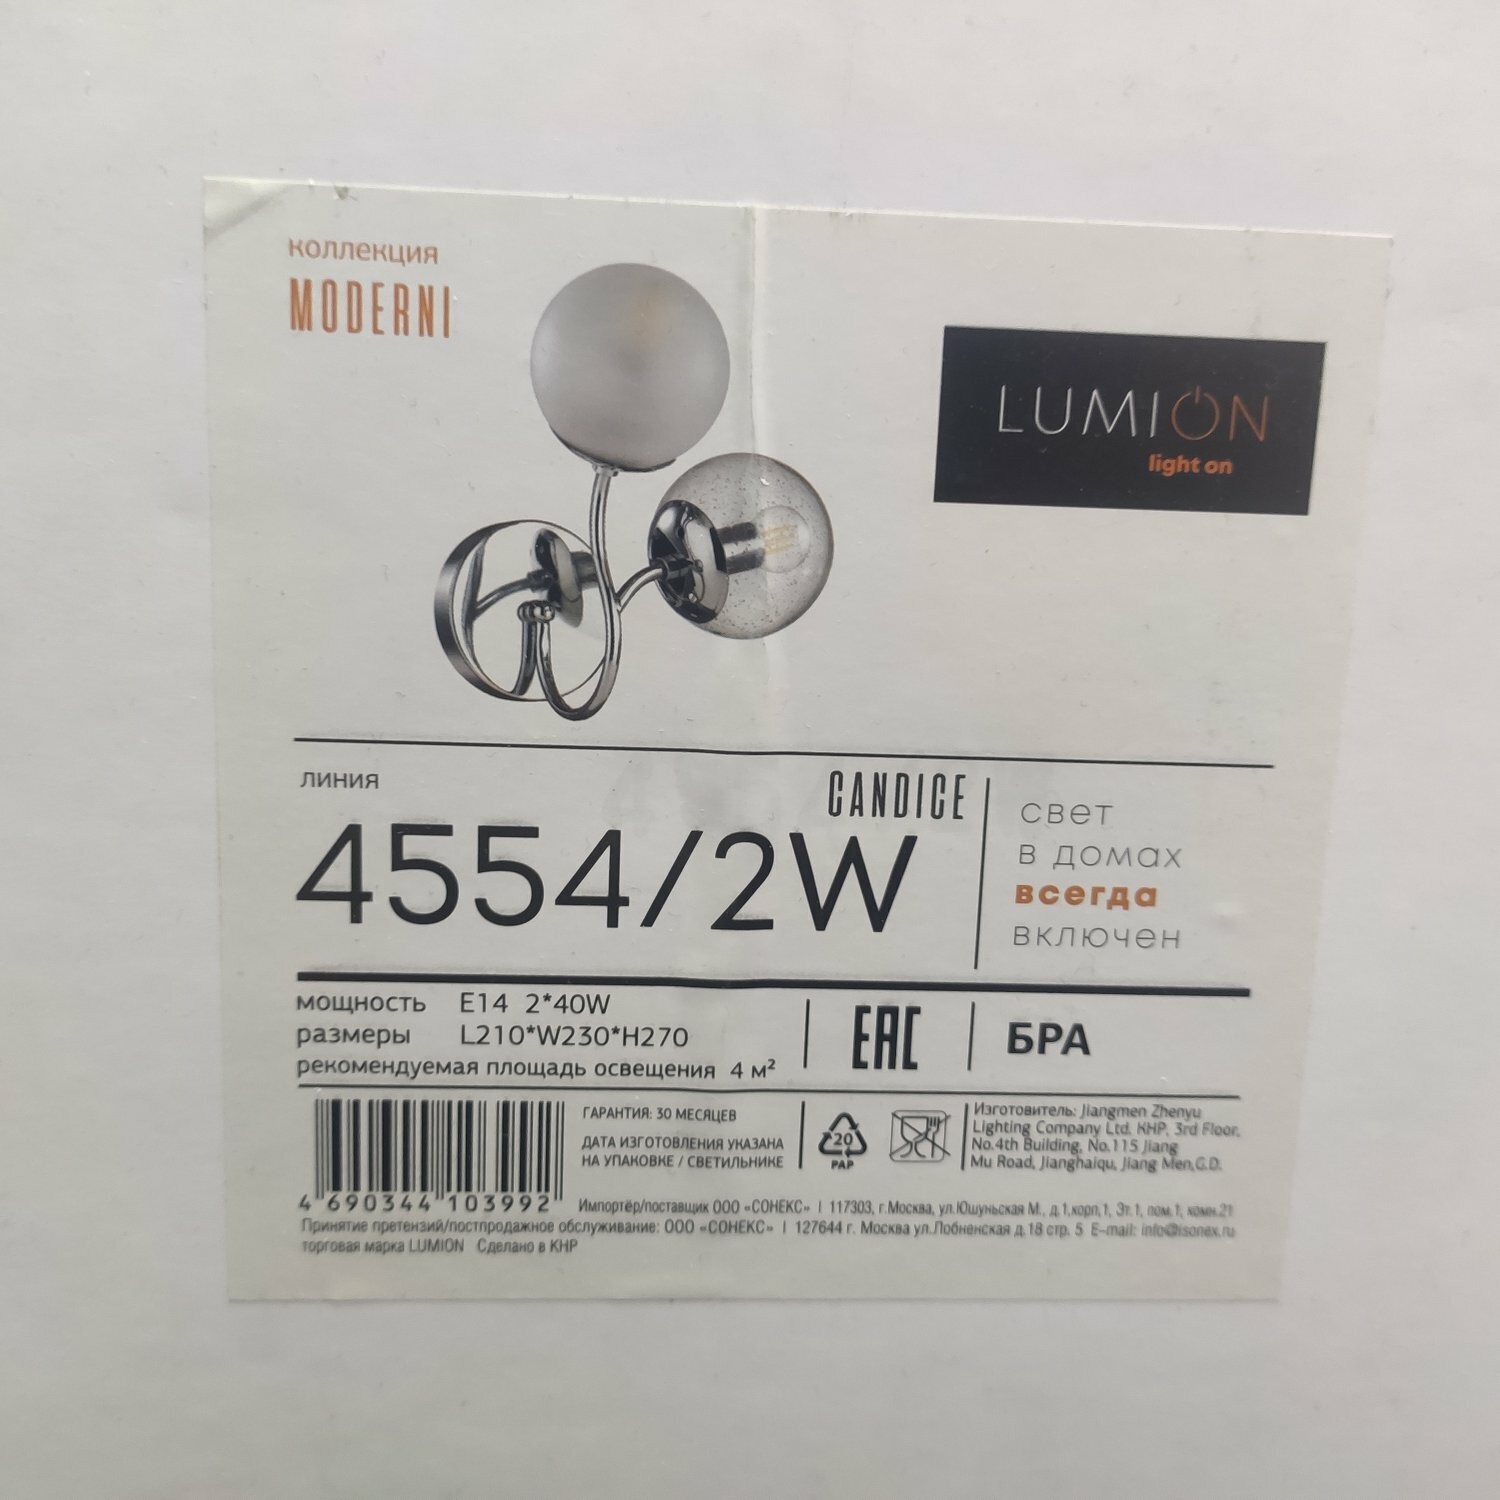 коллекция
MODERNI
LUMION
light on
линия
CANDICE
4554/2W
свет
в домах
всегда
включен
мощность E14 2*40W
размеры L210*W230*H270
рекомендуемая площадь освещения 4 м²
EAC
БРА
ГАРАНТИЯ: 30 МЕСЯЦЕВ
ДАТА ИЗГОТОВЛЕНИЯ УКАЗАНА
НА УПАКОВКЕ / СВЕТИЛЬНИКЕ
20
PAP
Изготовитель: Jiangmen Zhenyu
Lighting Company Ltd. КНР, 3rd Floor,
No.4th Building, No.115 Jiang
Mu Road, Jianghaiqu, Jiang Men,G.D.
4 690344 103992
Импортёр/поставщик ООО «СОНЕКС» | 117303, г.Москва, ул.Юшуньская М., д.1,корп,1, Эт.1, пом.1, комн.21
Принятие претензий/постпродажное обслуживание: ООО «СОНЕКС» | 127644 г. Москва ул.Лобненская д.18 стр. 5 E-mail: info@isonex.ru
торговая марка LUMION Сделано в КНР